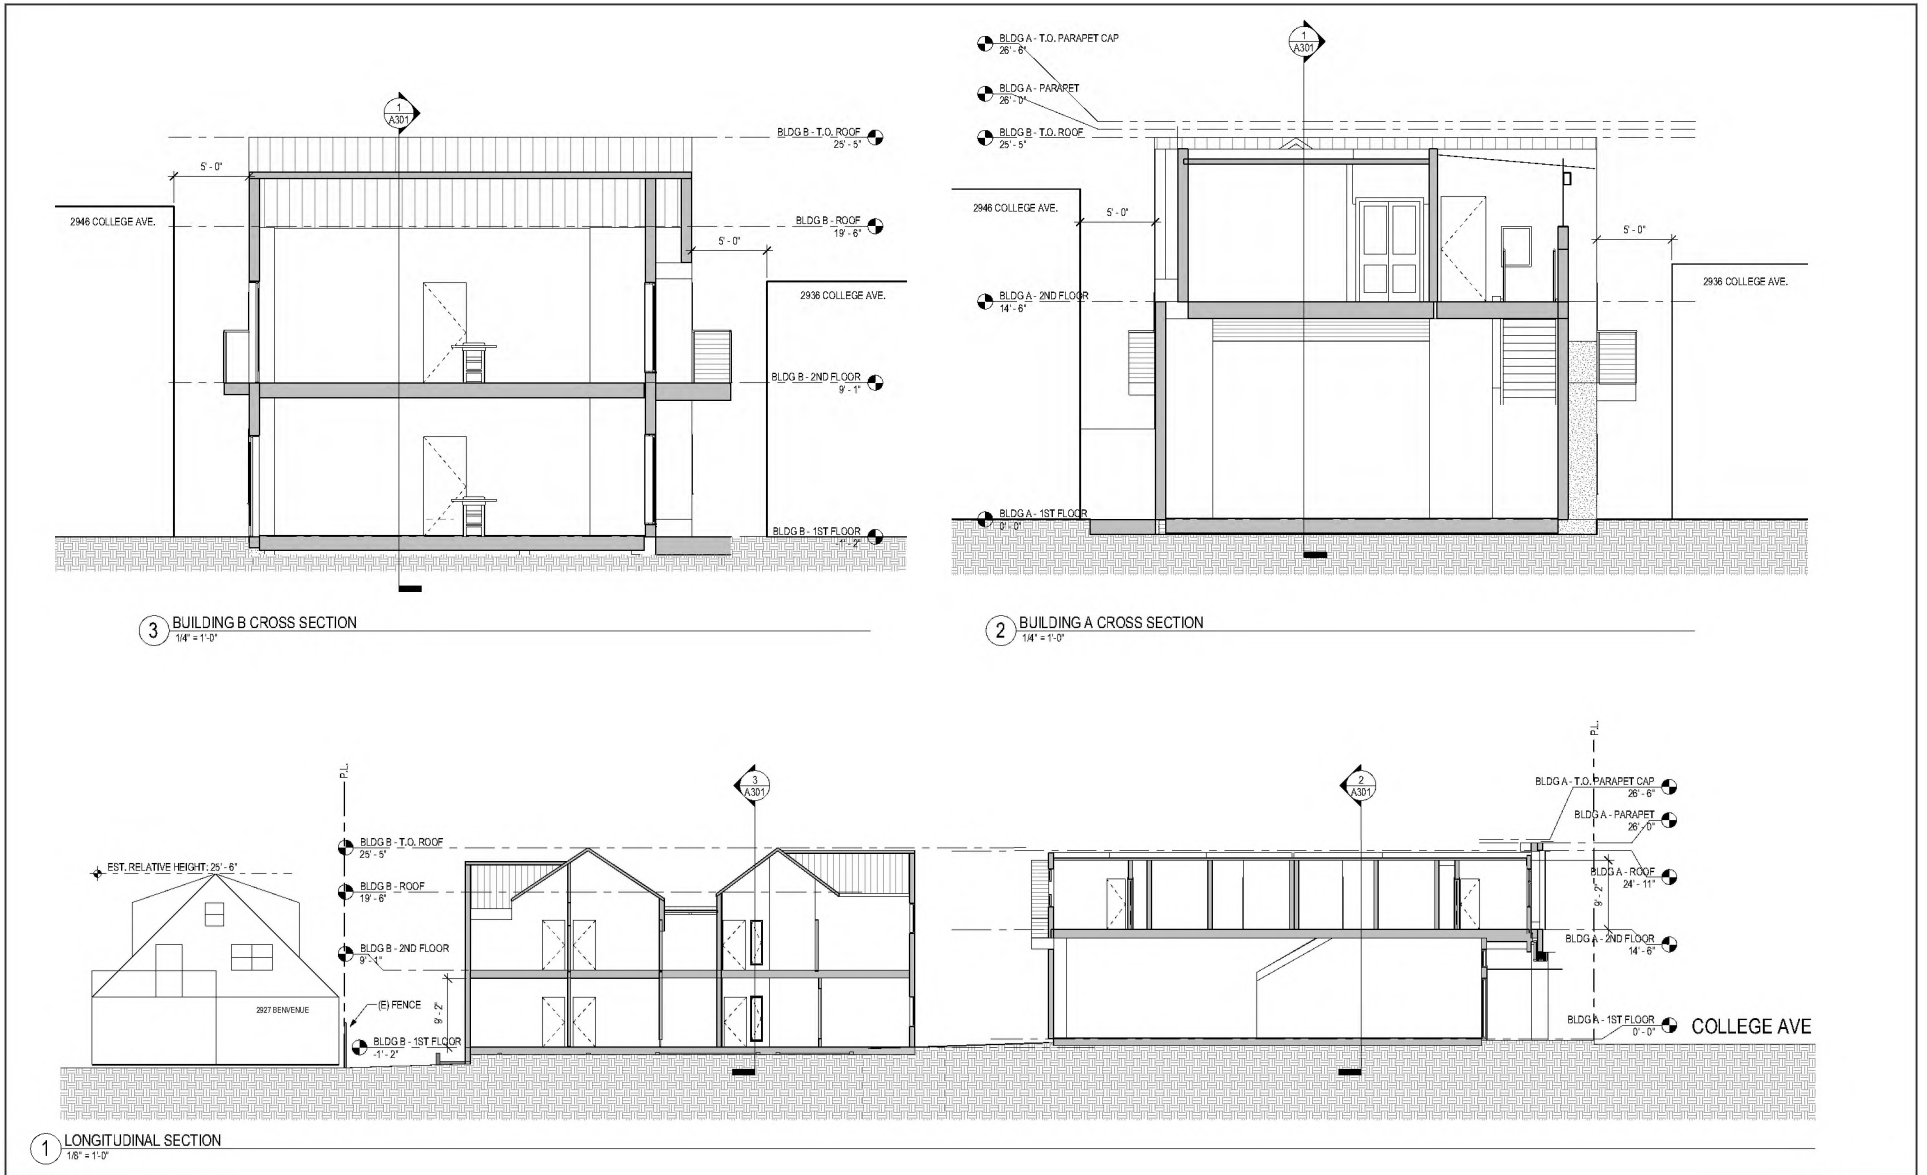 1
A301
BLDG B - T.O. ROOF
25' - 5"
5' - 0"
2946 COLLEGE AVE.
BLDG B - ROOF
19' - 6"
5' - 0"
2936 COLLEGE AVE.
BLDG B - 2ND FLOOR
9' - 1"
BLDG B - 1ST FLOOR
-1' - 2"
3 BUILDING B CROSS SECTION
1/4" = 1'-0"
BLDG A - T.O. PARAPET CAP
26' - 6"
1
A301
BLDG A - PARAPET
26' - 0"
BLDG B - T.O. ROOF
25' - 5"
2946 COLLEGE AVE.
5' - 0"
5' - 0"
2936 COLLEGE AVE.
BLDG A - 2ND FLOOR
14' - 6"
BLDG A - 1ST FLOOR
0' - 0"
2 BUILDING A CROSS SECTION
1/4" = 1'-0"
P.L.
EST. RELATIVE HEIGHT: 25' - 6"
BLDG B - T.O. ROOF
25' - 5"
BLDG B - ROOF
19' - 6"
BLDG B - 2ND FLOOR
9' - 1"
(E) FENCE
2927 BENVENUE
9' - 2"
BLDG B - 1ST FLOOR
-1' - 2"
3
A301
2
A301
P.L.
BLDG A - T.O. PARAPET CAP
26' - 6"
BLDG A - PARAPET
26' - 0"
BLDG A - ROOF
24' - 11"
9' - 2"
BLDG A - 2ND FLOOR
14' - 6"
BLDG A - 1ST FLOOR
0' - 0"
COLLEGE AVE
1 LONGITUDINAL SECTION
1/8" = 1'-0"